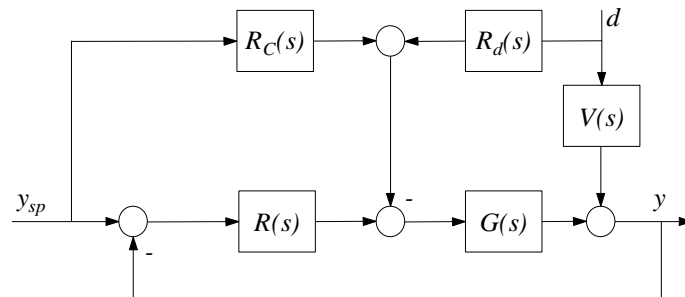 d
R_C(s)
R_d(s)
V(s)
y_sp
R(s)
-
G(s)
y
-